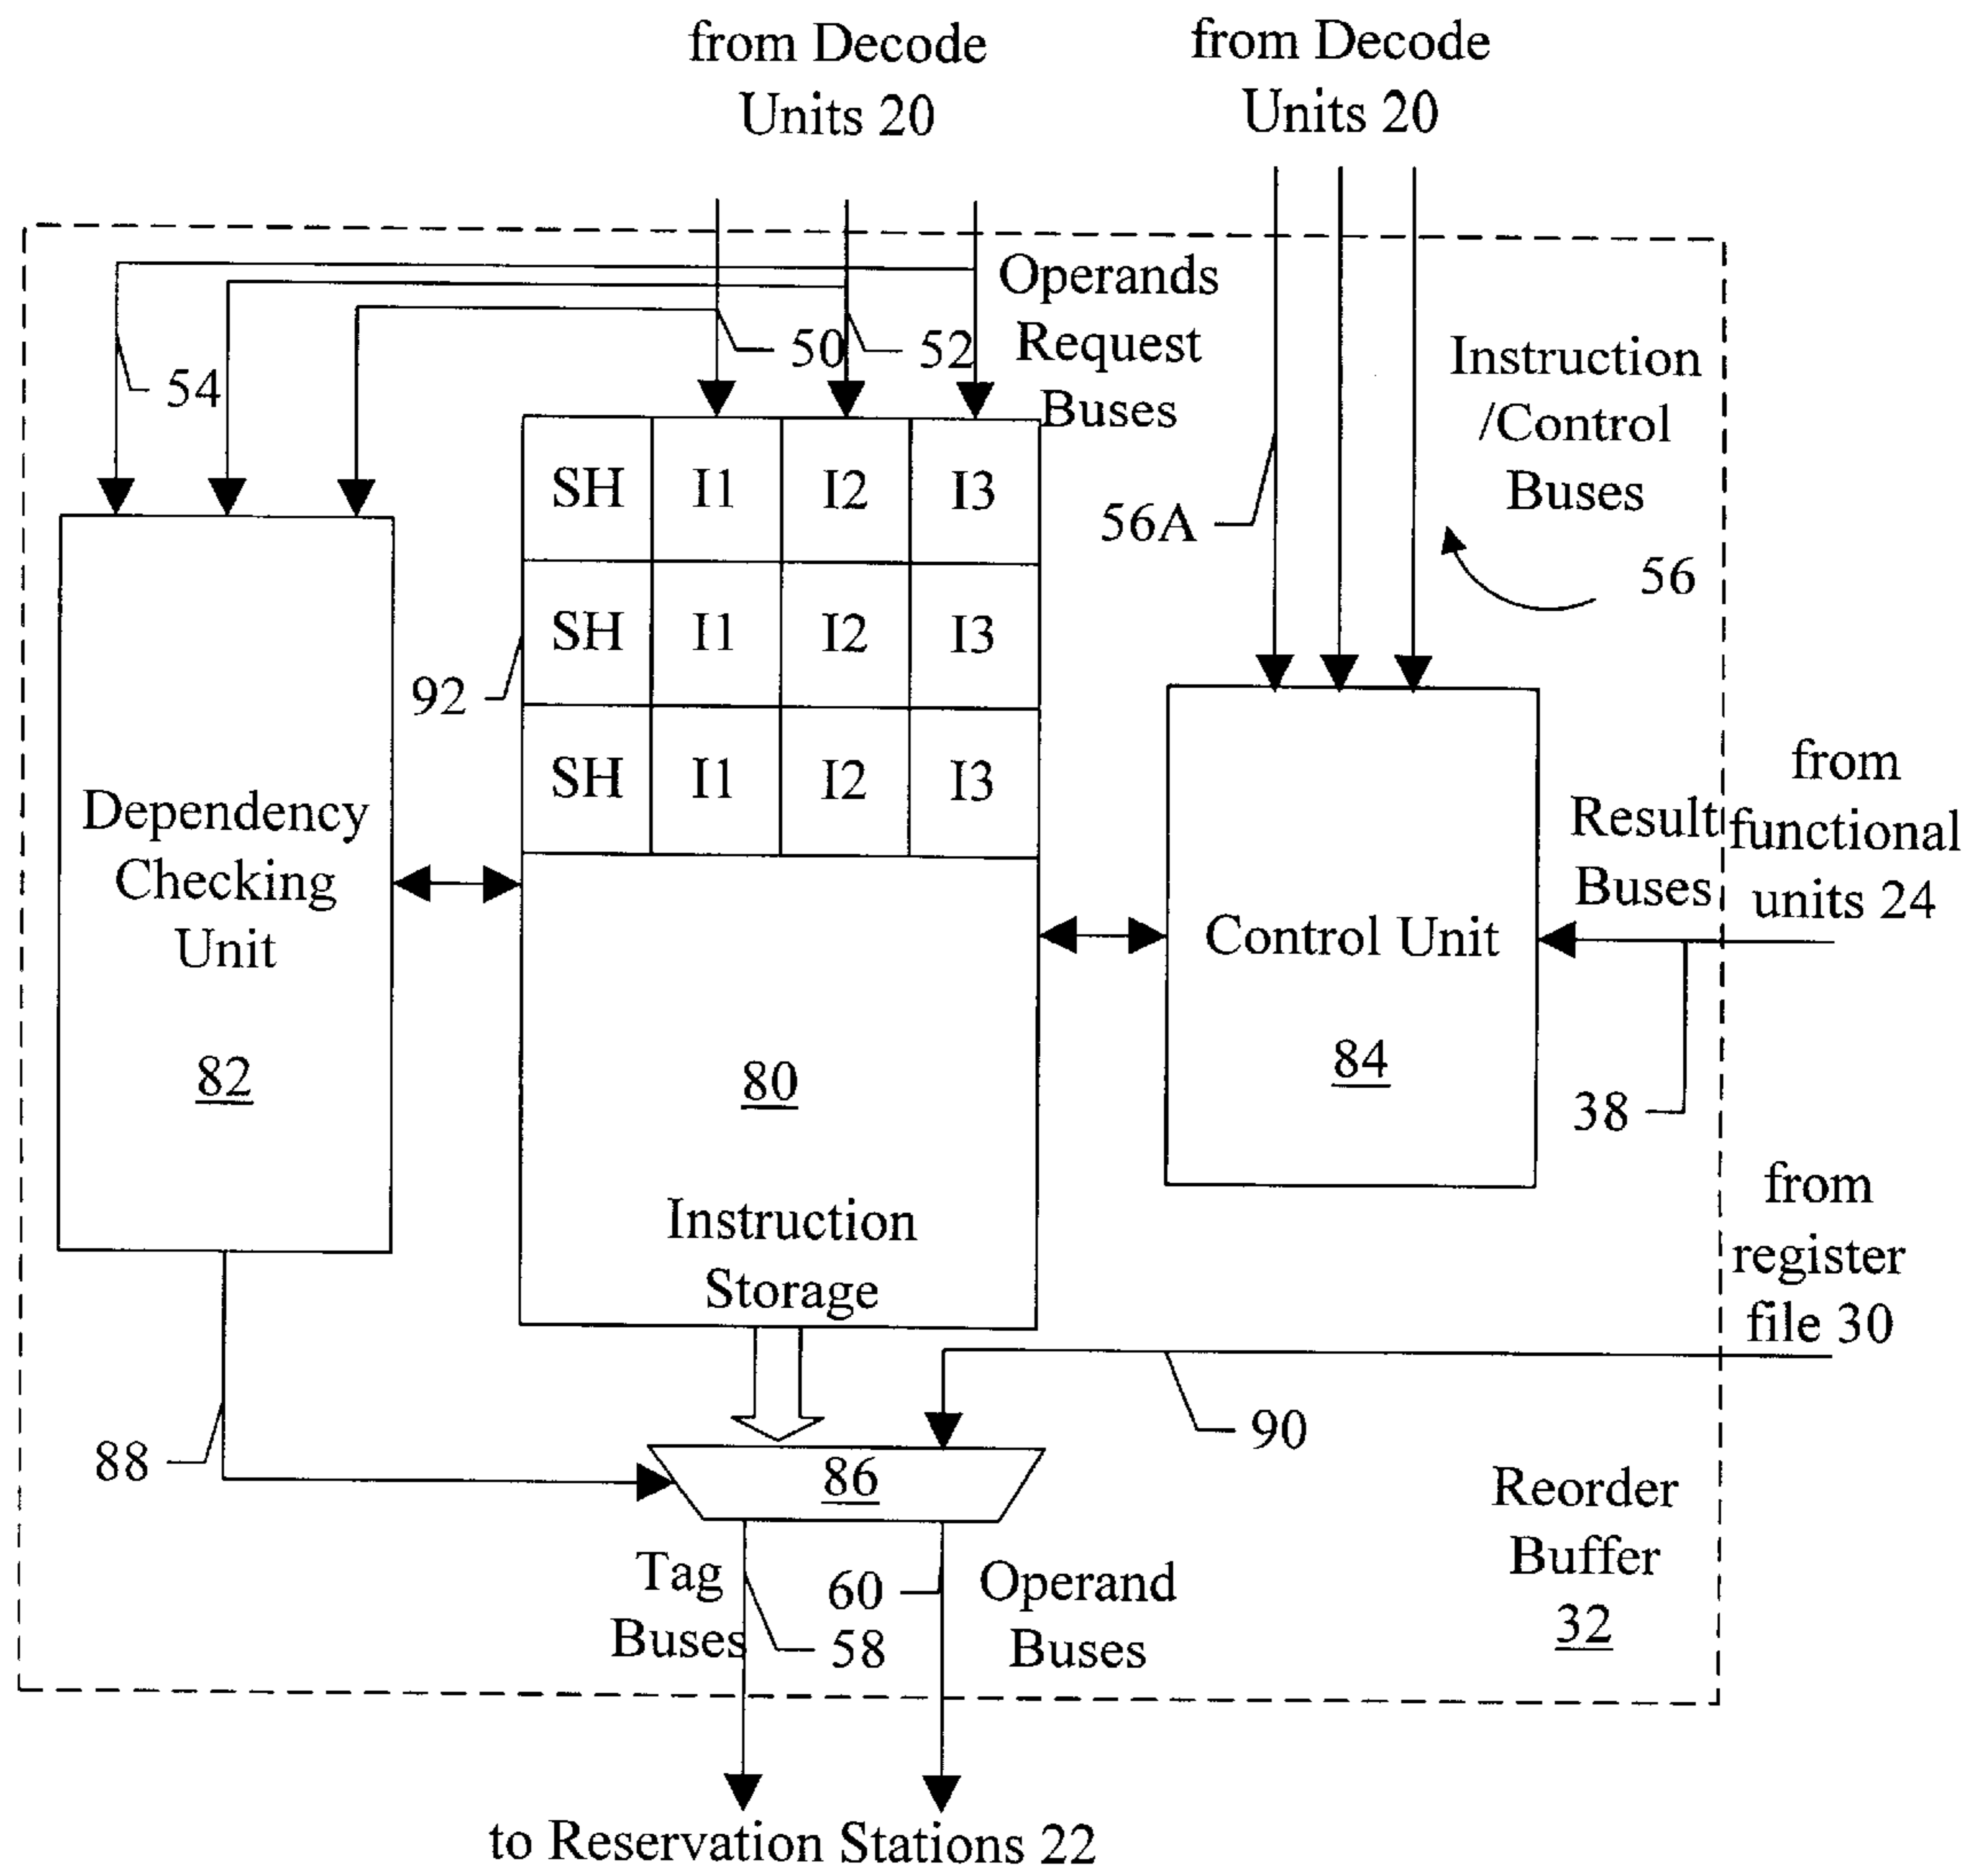 from Decode
Units 20
from Decode
Units 20
Operands
Request
Buses
50
52
54
Instruction
/Control
Buses
56A
56
SH I1 I2 I3
SH I1 I2 I3
SH I1 I2 I3
92
Dependency
Checking
Unit
82
80
Instruction
Storage
Control Unit
84
Result
Buses
from
functional
units 24
38
from
register
file 30
90
88
86
Tag
Buses
58
60
Operand
Buses
Reorder
Buffer
32
to Reservation Stations 22